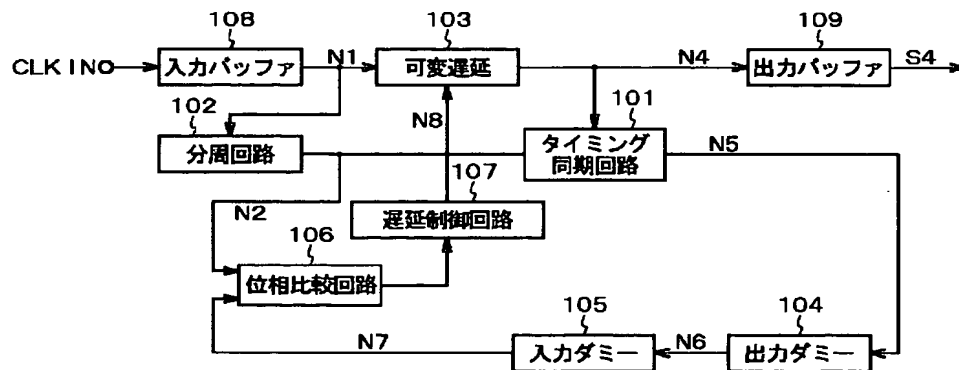 108
103
109
CLK INO
入力バッファ
N1
可変遅延
N4
出力バッファ
S4
102
N8
101
分周回路
タイミング
同期回路
N5
107
N2
遅延制御回路
106
位相比較回路
105
104
N7
入力ダミー
N6
出力ダミー